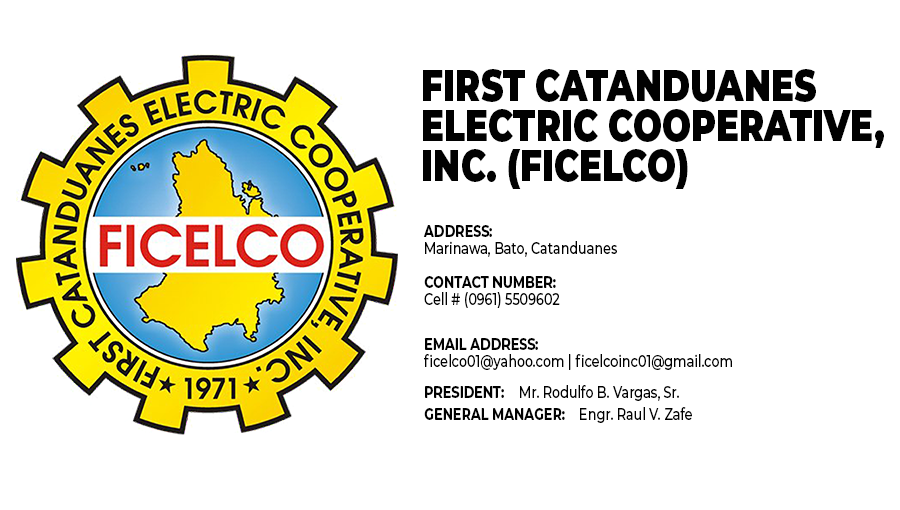 FIRST CATANDUANES ELECTRIC COOPERATIVE, INC.
FICELCO
★ 1971 ★
FIRST CATANDUANES
ELECTRIC COOPERATIVE,
INC. (FICELCO)
ADDRESS:
Marinawa, Bato, Catanduanes
CONTACT NUMBER:
Cell # (0961) 5509602
EMAIL ADDRESS:
ficelco01@yahoo.com | ficelcoinc01@gmail.com
PRESIDENT: Mr. Rodulfo B. Vargas, Sr.
GENERAL MANAGER: Engr. Raul V. Zafe